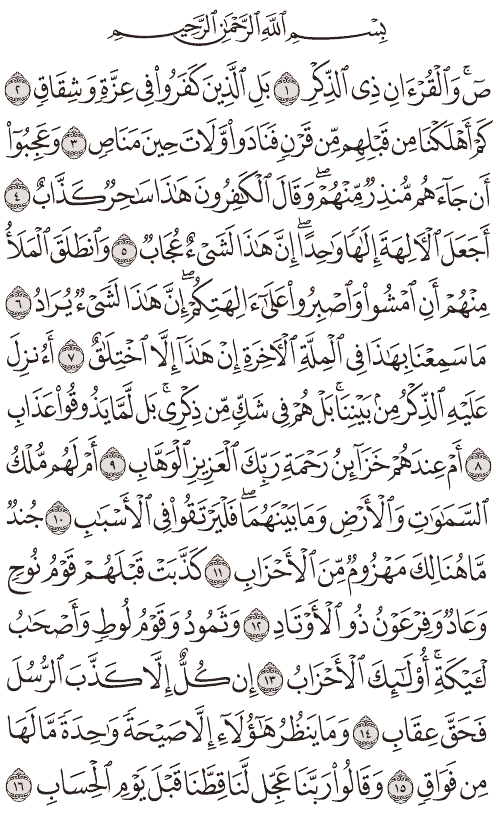 بِسْمِ ٱللَّهِ ٱلرَّحْمَٰنِ ٱلرَّحِيمِ
صٓ ۚ وَٱلْقُرْءَانِ ذِى ٱلذِّكْرِ ١ بَلِ ٱلَّذِينَ كَفَرُوا۟ فِى عِزَّةٍ وَشِقَاقٍ ٢
كَمْ أَهْلَكْنَا مِن قَبْلِهِم مِّن قَرْنٍ فَنَادَوا۟ وَّلَاتَ حِينَ مَنَاصٍ ٣ وَعَجِبُوٓا۟
أَن جَآءَهُم مُّنذِرٌ مِّنْهُمْ ۖ وَقَالَ ٱلْكَٰفِرُونَ هَٰذَا سَٰحِرٌ كَذَّابٌ ٤
أَجَعَلَ ٱلْءَالِهَةَ إِلَٰهًا وَٰحِدًا ۖ إِنَّ هَٰذَا لَشَىْءٌ عُجَابٌ ٥ وَٱنطَلَقَ ٱلْمَلَأُ
مِنْهُمْ أَنِ ٱمْشُوا۟ وَٱصْبِرُوا۟ عَلَىٰٓ ءَالِهَتِكُمْ ۖ إِنَّ هَٰذَا لَشَىْءٌ يُرَادُ ٦
مَا سَمِعْنَا بِهَٰذَا فِى ٱلْمِلَّةِ ٱلْءَاخِرَةِ إِنْ هَٰذَآ إِلَّا ٱخْتِلَٰقٌ ٧ أَءُنزِلَ
عَلَيْهِ ٱلذِّكْرُ مِنۢ بَيْنِنَا ۚ بَلْ هُمْ فِى شَكٍّ مِّن ذِكْرِى ۖ بَل لَّمَّا يَذُوقُوا۟ عَذَابِ
٨ أَمْ عِندَهُمْ خَزَآئِنُ رَحْمَةِ رَبِّكَ ٱلْعَزِيزِ ٱلْوَهَّابِ ٩ أَمْ لَهُم مُّلْكُ
ٱلسَّمَٰوَٰتِ وَٱلْأَرْضِ وَمَا بَيْنَهُمَا ۖ فَلْيَرْتَقُوا۟ فِى ٱلْأَسْبَٰبِ ١٠ جُندٌ
مَّا هُنَالِكَ مَهْزُومٌ مِّنَ ٱلْأَحْزَابِ ١١ كَذَّبَتْ قَبْلَهُمْ قَوْمُ نُوحٍ
وَعَادٌ وَفِرْعَوْنُ ذُو ٱلْأَوْتَادِ ١٢ وَثَمُودُ وَقَوْمُ لُوطٍ وَأَصْحَٰبُ
لْـَٔيْكَةِ ۚ أُو۟لَٰٓئِكَ ٱلْأَحْزَابُ ١٣ إِن كُلٌّ إِلَّا كَذَّبَ ٱلرُّسُلَ
فَحَقَّ عِقَابِ ١٤ وَمَا يَنظُرُ هَٰٓؤُلَآءِ إِلَّا صَيْحَةً وَٰحِدَةً مَّا لَهَا
مِن فَوَاقٍ ١٥ وَقَالُوا۟ رَبَّنَا عَجِّل لَّنَا قِطَّنَا قَبْلَ يَوْمِ ٱلْحِسَابِ ١٦